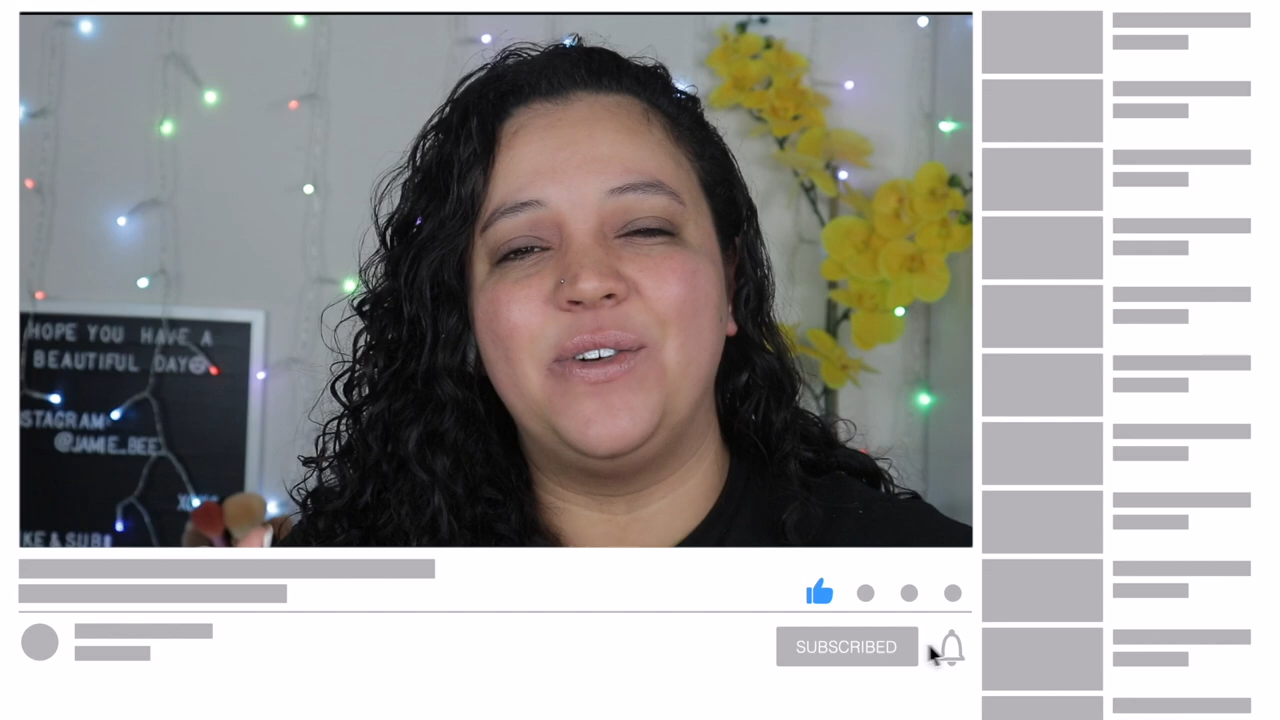 HOPE YOU HAVE A
BEAUTIFUL DAY
STAGRAM
@JAMIE_BEE
KE & SUB
SUBSCRIBED